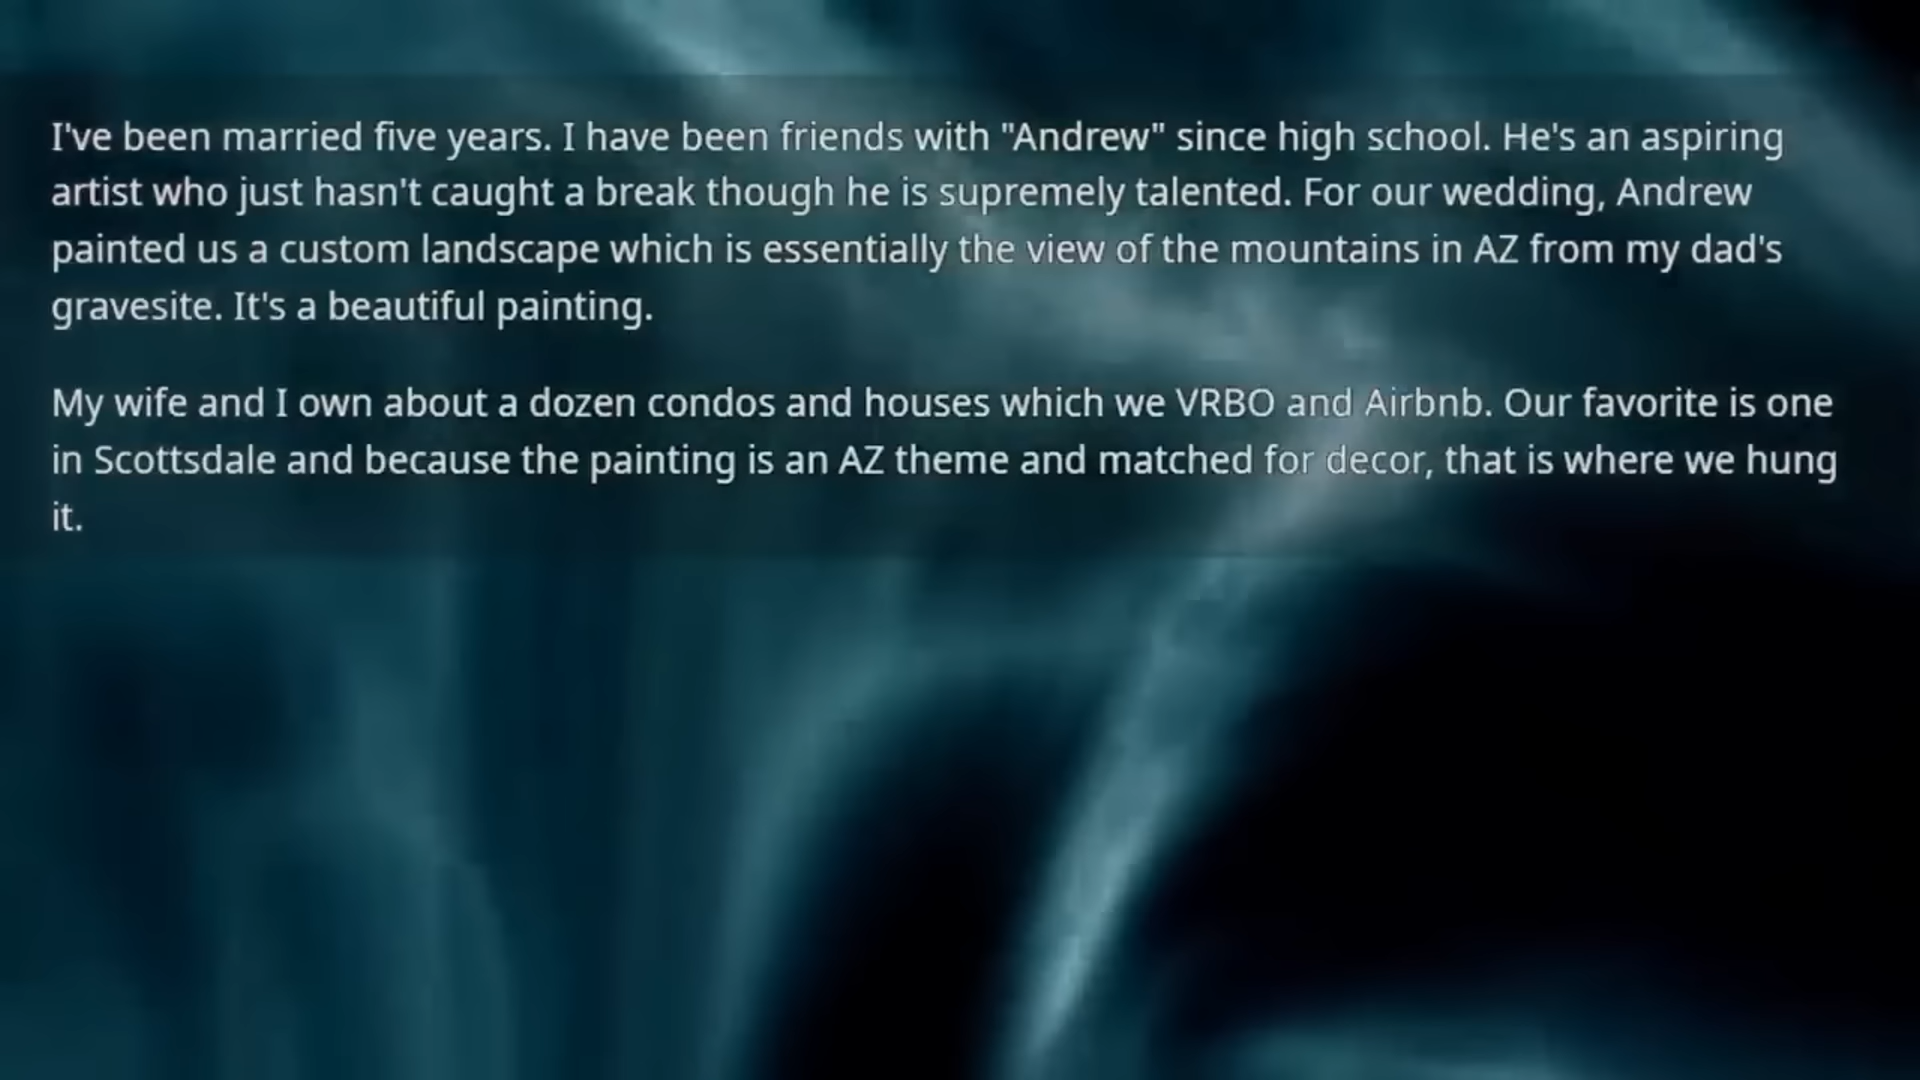 I've been married five years. I have been friends with "Andrew" since high school. He's an aspiring
artist who just hasn't caught a break though he is supremely talented. For our wedding, Andrew
painted us a custom landscape which is essentially the view of the mountains in AZ from my dad's
gravesite. It's a beautiful painting.
My wife and I own about a dozen condos and houses which we VRBO and Airbnb. Our favorite is one
in Scottsdale and because the painting is an AZ theme and matched for decor, that is where we hung
it.